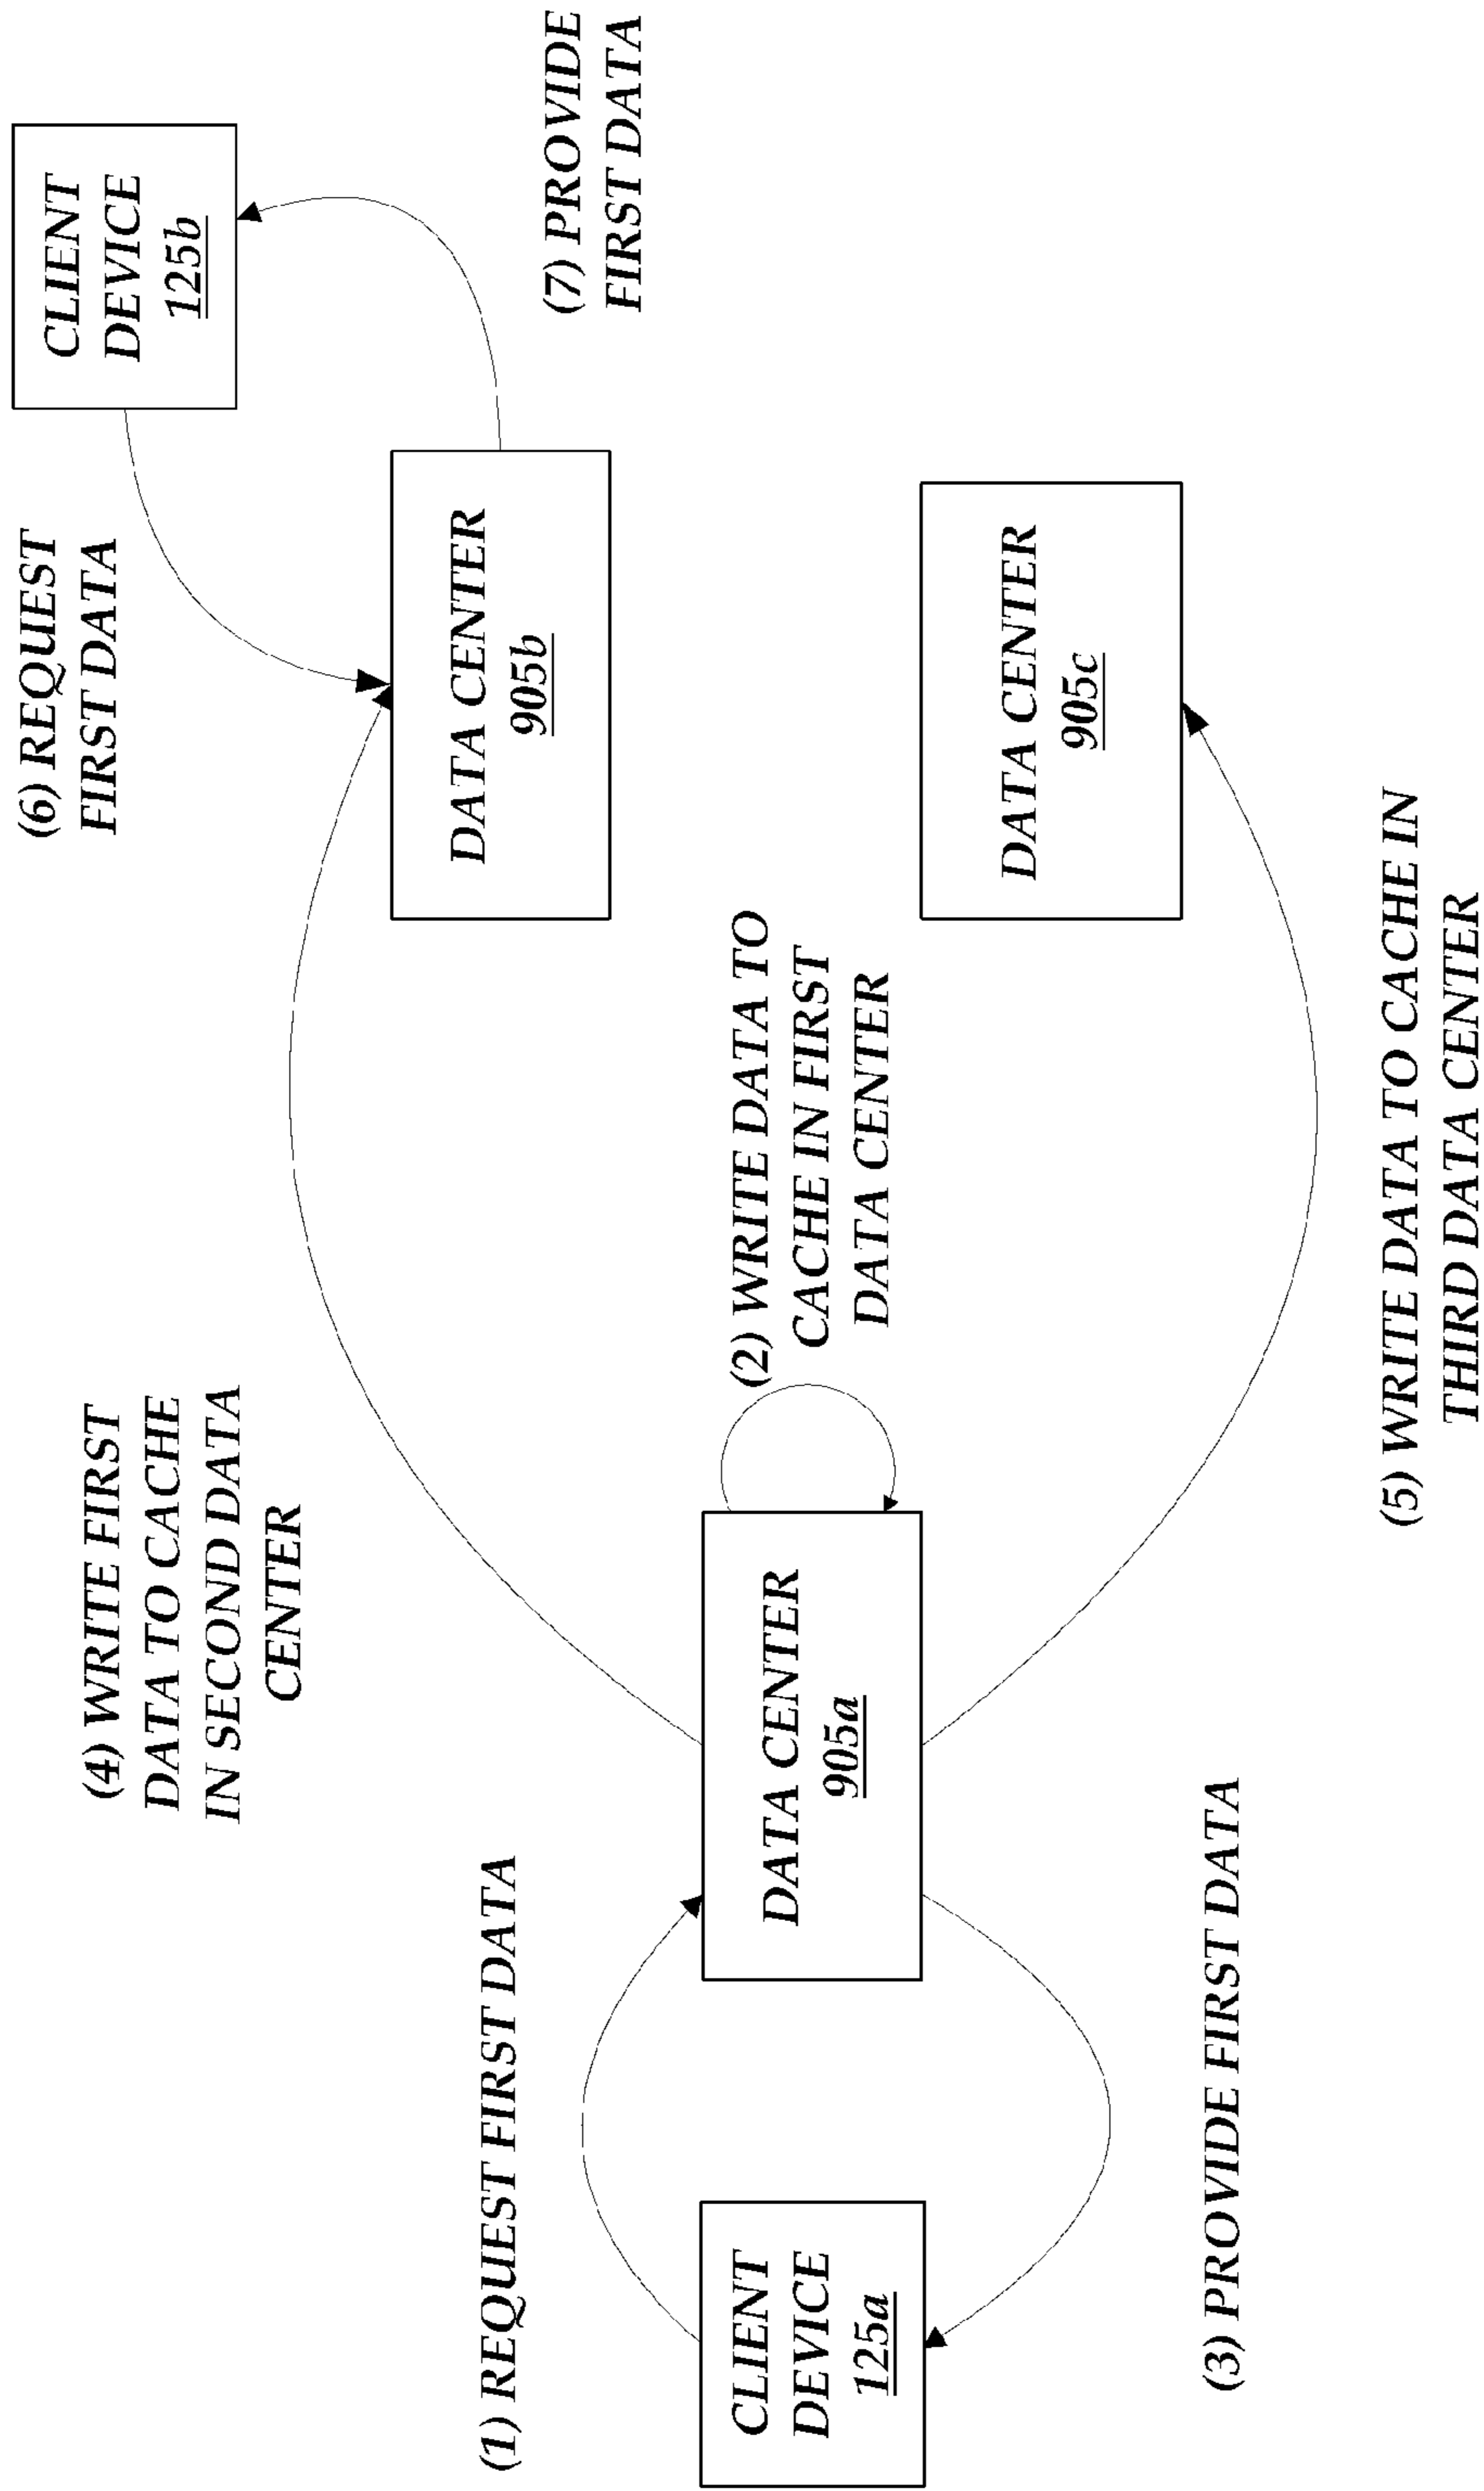 (1) REQUEST FIRST DATA
CLIENT
DEVICE
125a
(3) PROVIDE FIRST DATA
(4) WRITE FIRST
DATA TO CACHE
IN SECOND DATA
CENTER
DATA CENTER
905a
(2) WRITE DATA TO
CACHE IN FIRST
DATA CENTER
(5) WRITE DATA TO CACHE IN
THIRD DATA CENTER
(6) REQUEST
FIRST DATA
DATA CENTER
905b
DATA CENTER
905c
CLIENT
DEVICE
125b
(7) PROVIDE
FIRST DATA